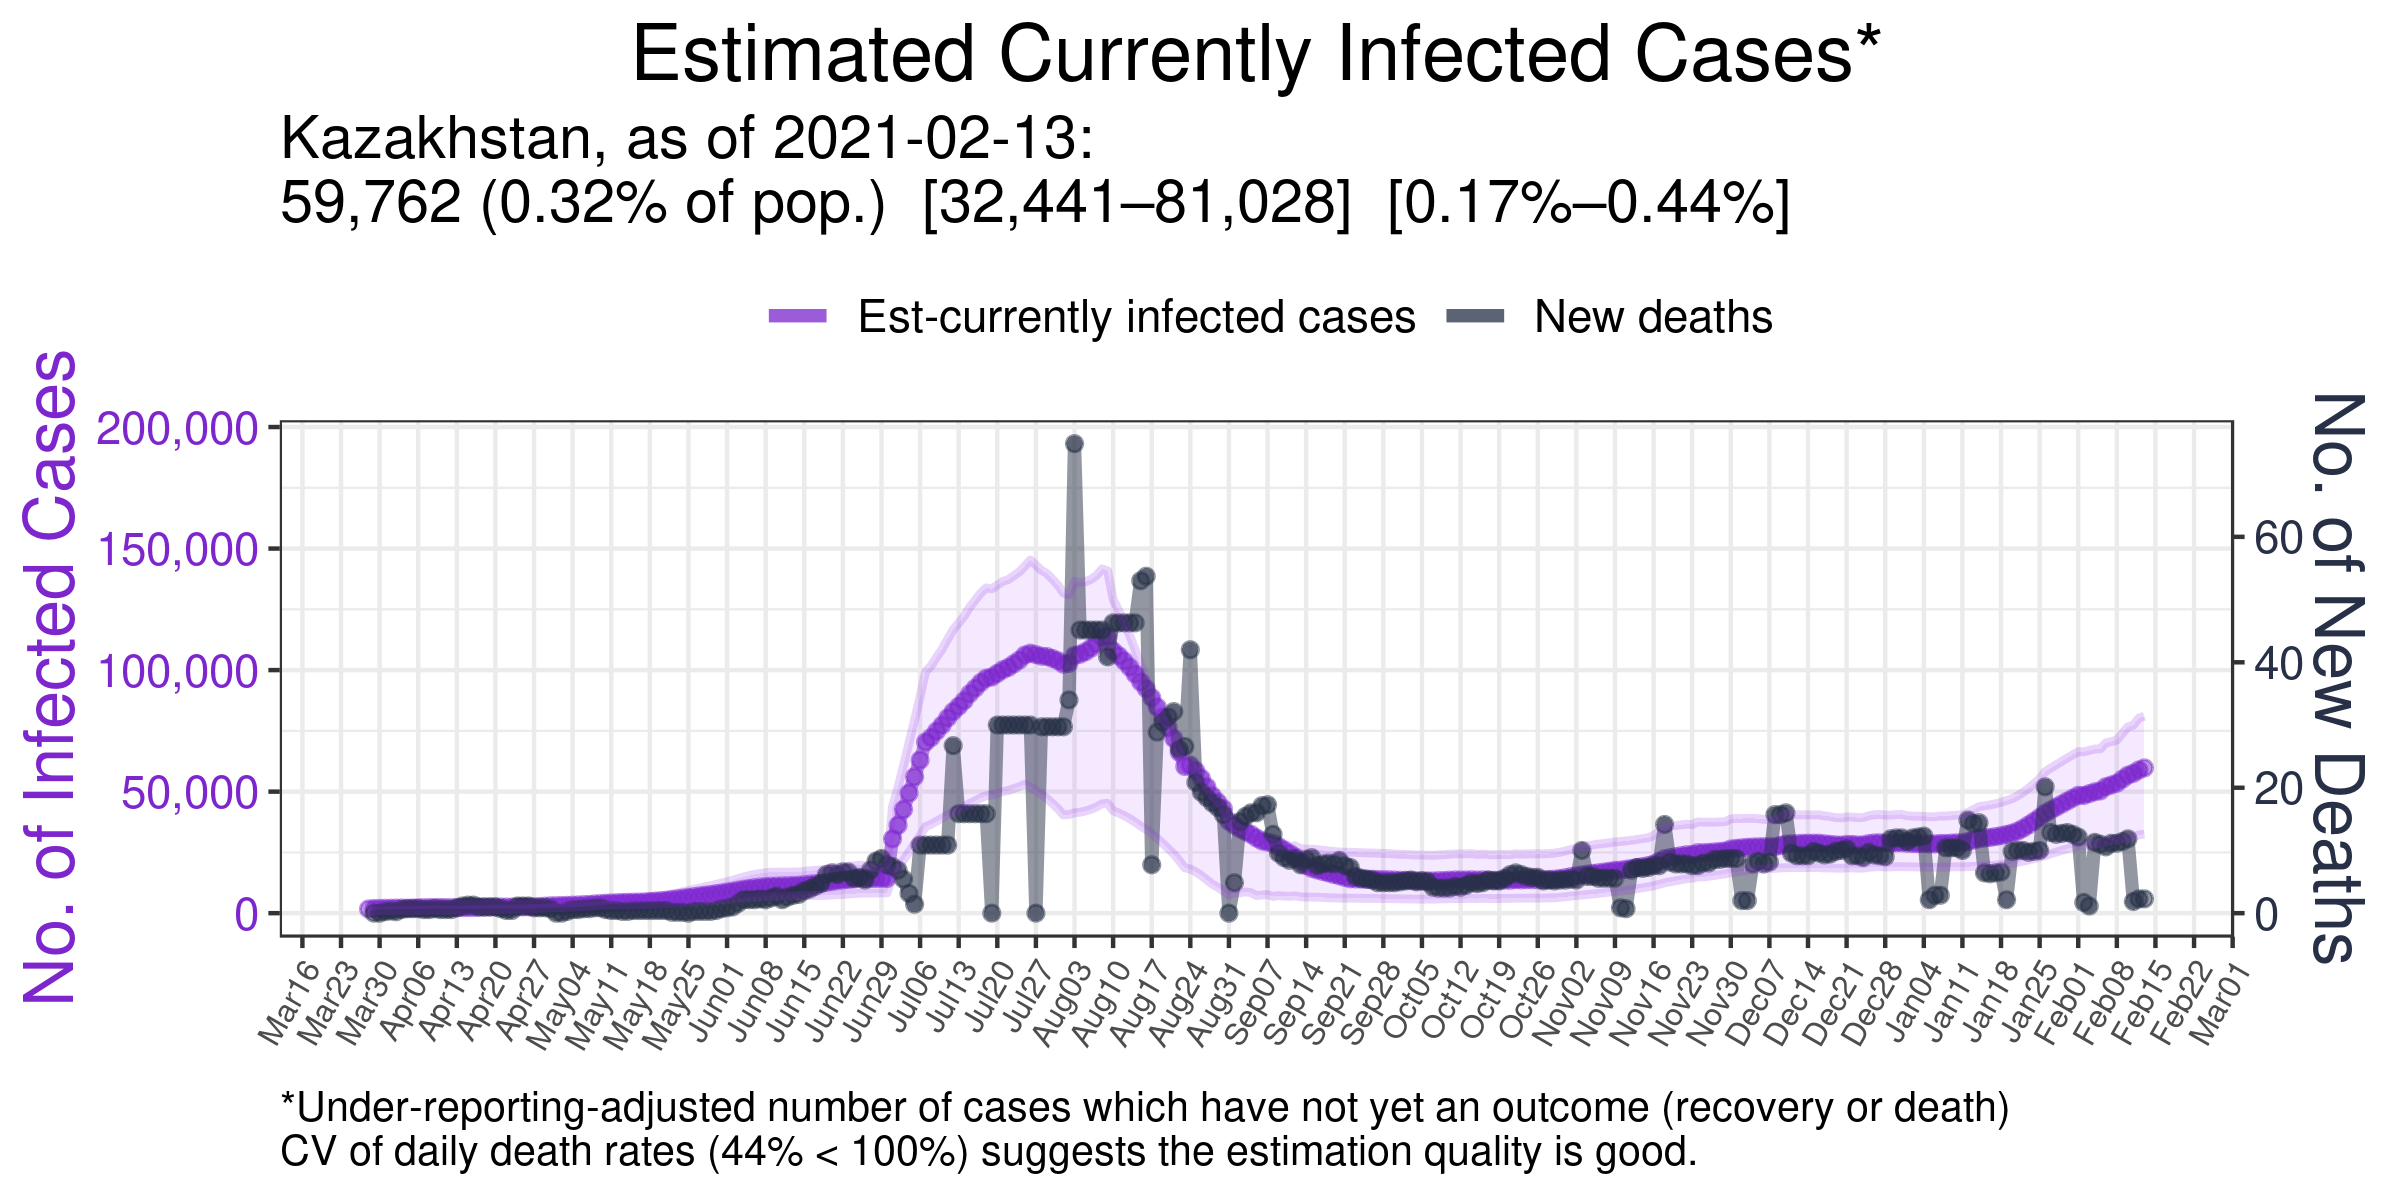 Estimated Currently Infected Cases*
Kazakhstan, as of 2021-02-13:
59,762 (0.32% of pop.) [32,441–81,028] [0.17%–0.44%]
Est-currently infected cases
New deaths
No. of Infected Cases
200,000
150,000
100,000
50,000
0
60
40
20
0
No. of New Deaths
Mar16
Mar23
Mar30
Apr06
Apr13
Apr20
Apr27
May04
May11
May18
May25
Jun01
Jun08
Jun15
Jun22
Jun29
Jul06
Jul13
Jul20
Jul27
Aug03
Aug10
Aug17
Aug24
Aug31
Sep07
Sep14
Sep21
Sep28
Oct05
Oct12
Oct19
Oct26
Nov02
Nov09
Nov16
Nov23
Nov30
Dec07
Dec14
Dec21
Dec28
Jan04
Jan11
Jan18
Jan25
Feb01
Feb08
Feb15
Feb22
Mar01
*Under-reporting-adjusted number of cases which have not yet an outcome (recovery or death)
CV of daily death rates (44% < 100%) suggests the estimation quality is good.